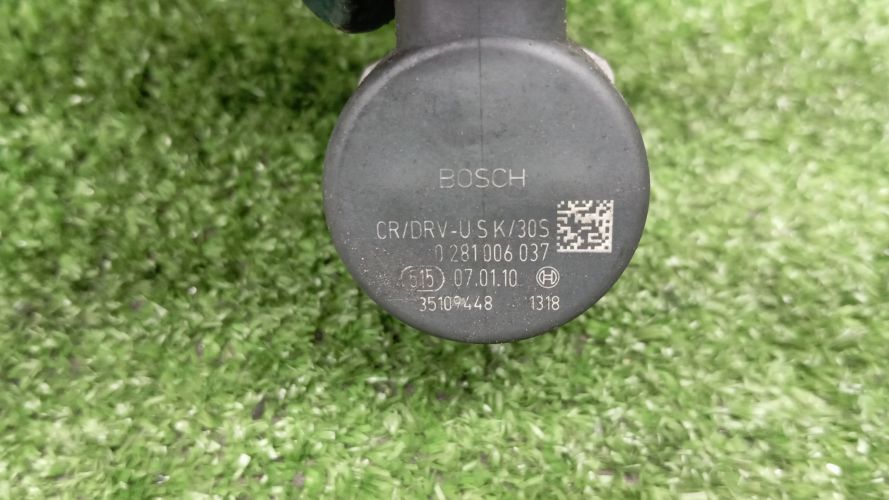 BOSCH
CR/DRV-USK/30S
0 281 006 037
515 07.01.10
35109448 1318